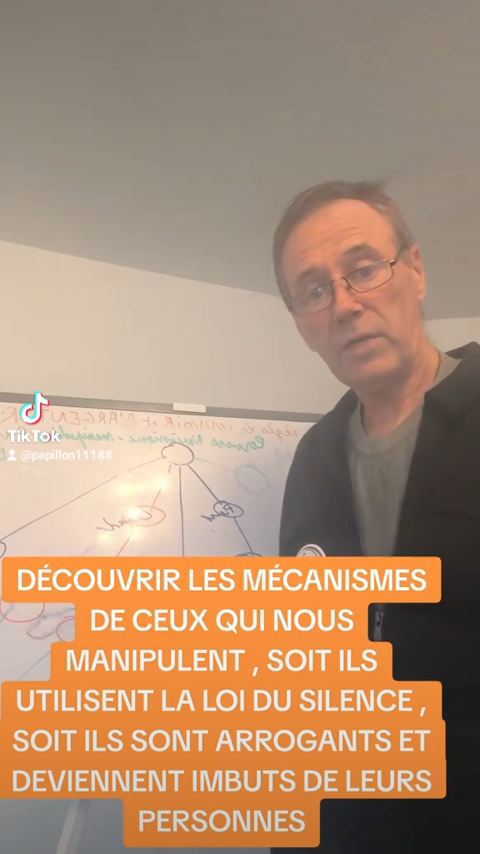 TikTok
@papillon11188
DÉCOUVRIR LES MÉCANISMES
DE CEUX QUI NOUS
MANIPULENT , SOIT ILS
UTILISENT LA LOI DU SILENCE ,
SOIT ILS SONT ARROGANTS ET
DEVIENNENT IMBUTS DE LEURS
PERSONNES